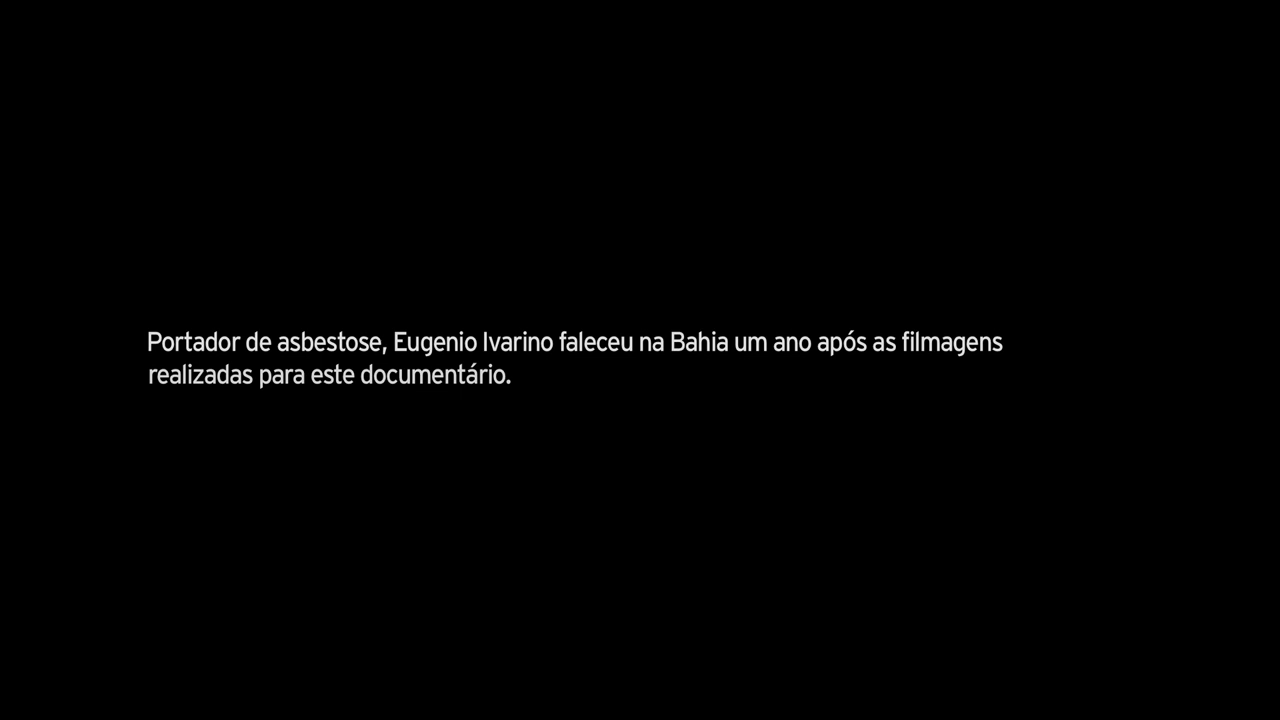 Portador de asbestose, Eugenio Ivarino faleceu na Bahia um ano após as filmagens
realizadas para este documentário.